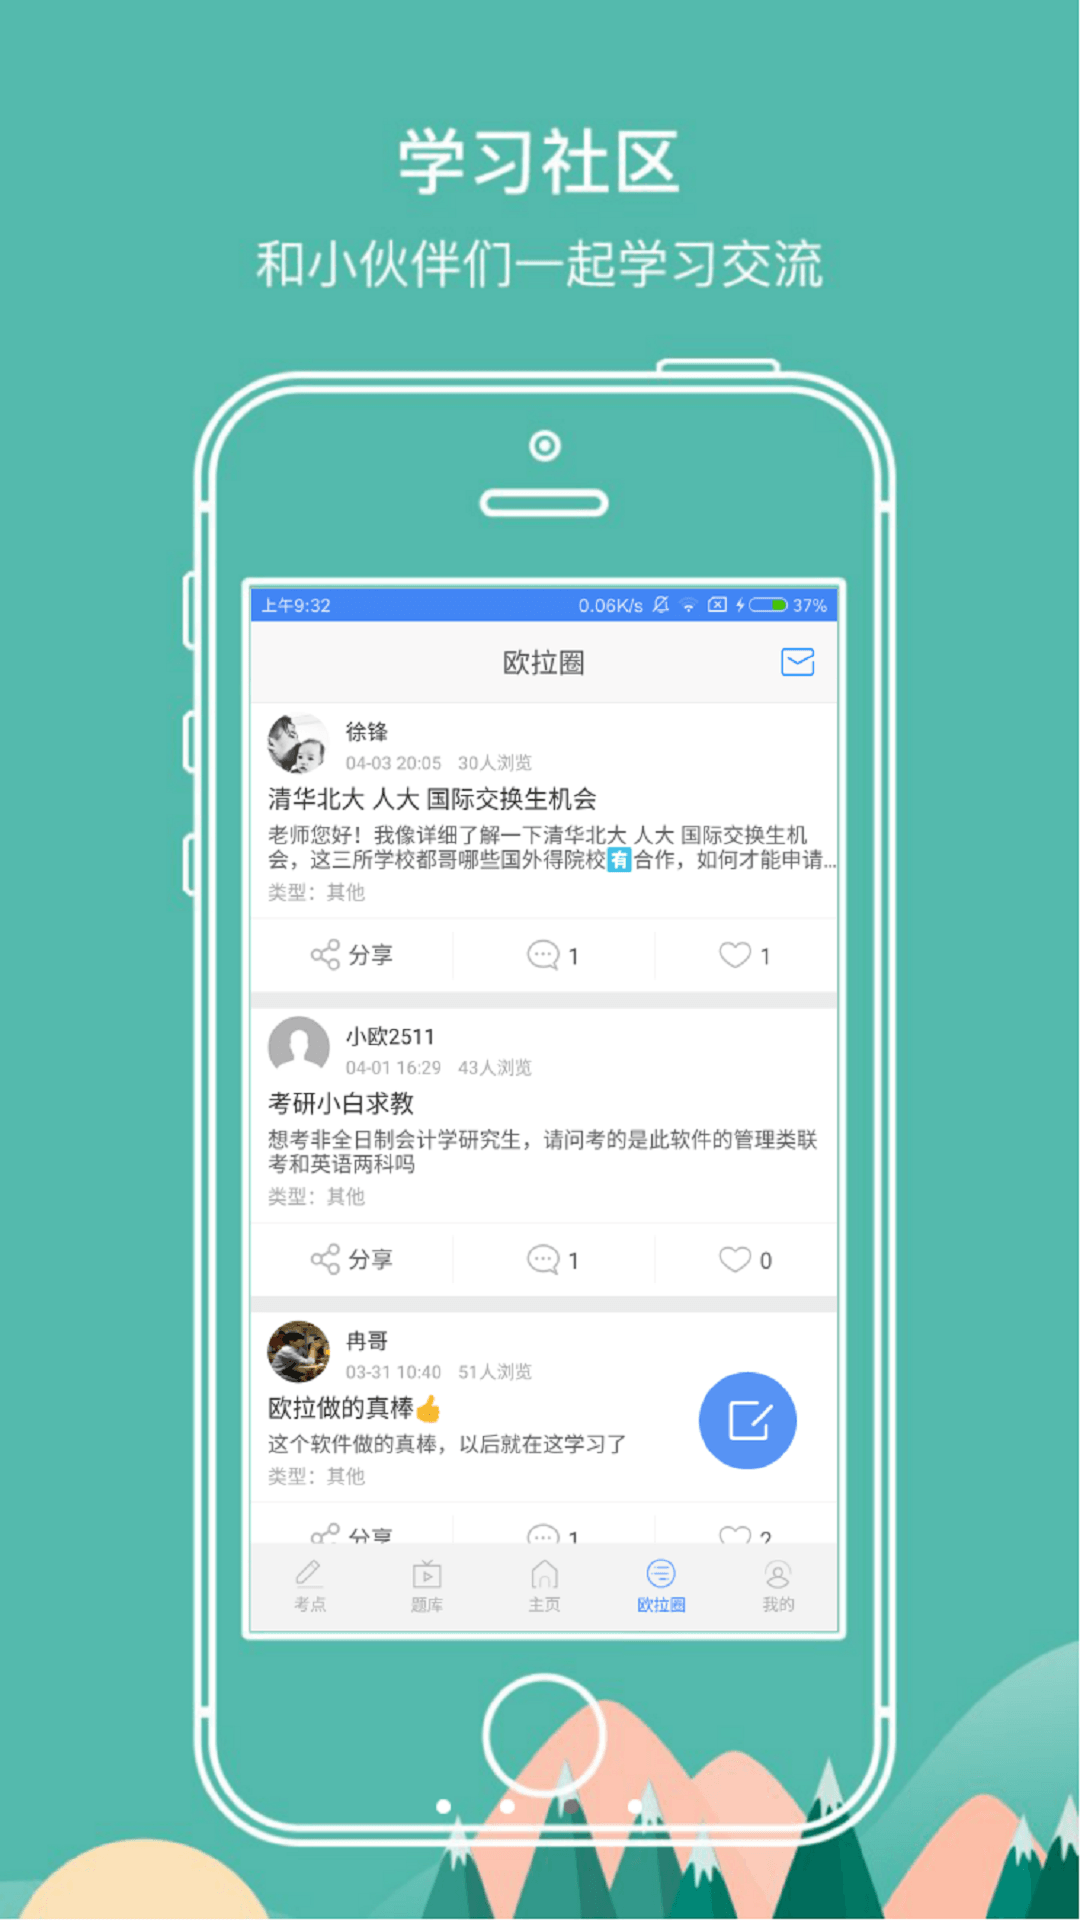 学习社区
和小伙伴们一起学习交流
上午9:32 0.06K/s 37%
欧拉圈
徐锋
04-03 20:05 30人浏览
清华北大 人大 国际交换生机会
老师您好！我像详细了解一下清华北大 人大 国际交换生机
会，这三所学校都哥哪些国外得院校🈶合作，如何才能申请...
类型：其他
分享 1 1
小欧2511
04-01 16:29 43人浏览
考研小白求教
想考非全日制会计学研究生，请问考的是此软件的管理类联
考和英语两科吗
类型：其他
分享 1 0
冉哥
03-31 10:40 51人浏览
欧拉做的真棒👍
这个软件做的真棒，以后就在这学习了
类型：其他
分享 1 2
考点 题库 主页 欧拉圈 我的